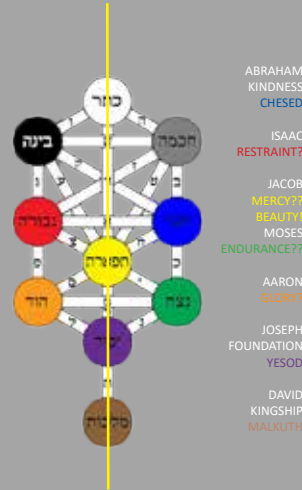 כתר
בינה
חכמה
גבורה
חסד
תפארת
הוד
נצח
יסוד
מלכות
ABRAHAM
KINDNESS
CHESED
ISAAC
RESTRAINT?
JACOB
MERCY??
BEAUTY!
MOSES
ENDURANCE??
AARON
JOSEPH
FOUNDATION
YESOD
DAVID
KINGSHIP
MALKUTH